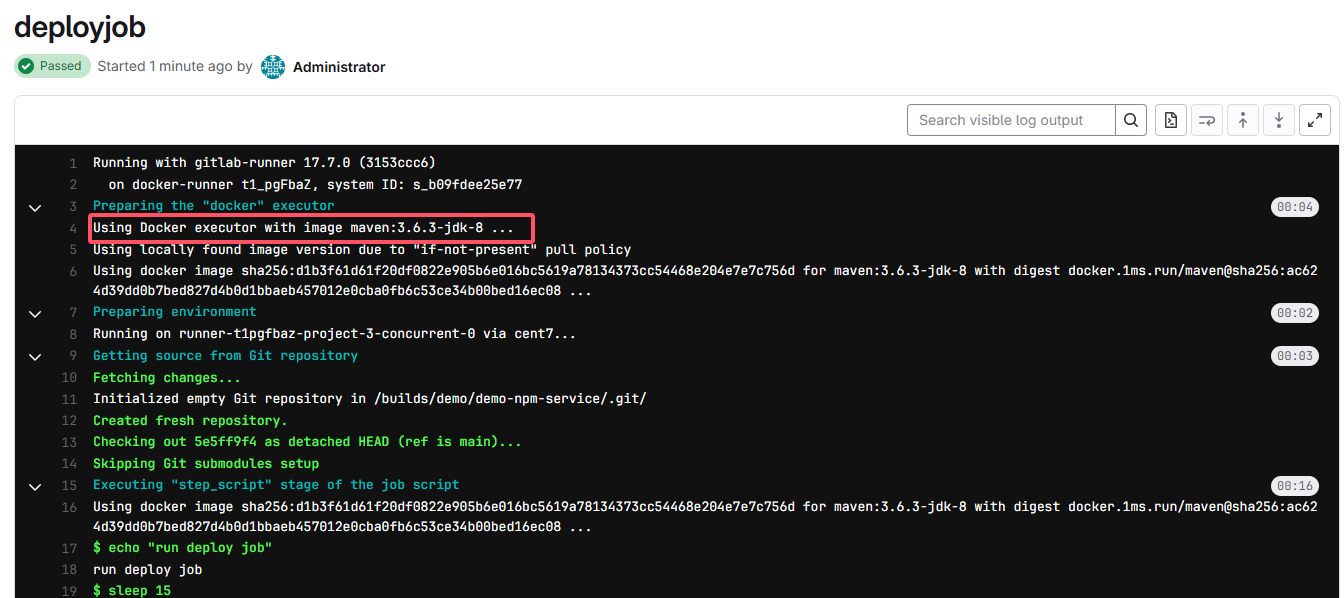 deployjob
Passed Started 1 minute ago by Administrator
Search visible log output
1 Running with gitlab-runner 17.7.0 (3153ccc6)
2 on docker-runner t1_pgFbaZ, system ID: s_b09fdee25e77
3 Preparing the "docker" executor 00:04
4 Using Docker executor with image maven:3.6.3-jdk-8 ...
5 Using locally found image version due to "if-not-present" pull policy
6 Using docker image sha256:d1b3f61d61f20df0822e905b6e016bc5619a78134373cc54468e204e7e7c756d for maven:3.6.3-jdk-8 with digest docker.1ms.run/maven@sha256:ac62
4d39dd0b7bed827d4b0d1bbaeb457012e0cba0fb6c53ce34b00bed16ec08 ...
7 Preparing environment 00:02
8 Running on runner-t1pgfbaz-project-3-concurrent-0 via cent7...
9 Getting source from Git repository 00:03
10 Fetching changes...
11 Initialized empty Git repository in /builds/demo/demo-npm-service/.git/
12 Created fresh repository.
13 Checking out 5e5ff9f4 as detached HEAD (ref is main)...
14 Skipping Git submodules setup
15 Executing "step_script" stage of the job script 00:16
16 Using docker image sha256:d1b3f61d61f20df0822e905b6e016bc5619a78134373cc54468e204e7e7c756d for maven:3.6.3-jdk-8 with digest docker.1ms.run/maven@sha256:ac62
4d39dd0b7bed827d4b0d1bbaeb457012e0cba0fb6c53ce34b00bed16ec08 ...
17 $ echo "run deploy job"
18 run deploy job
19 $ sleep 15